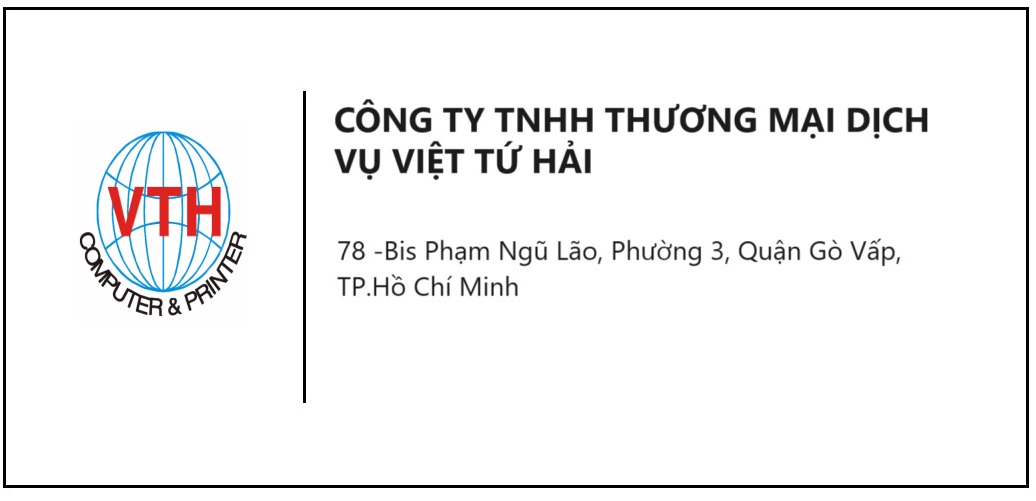 VTH
COMPUTER & PRINTER
CÔNG TY TNHH THƯƠNG MẠI DỊCH
VỤ VIỆT TỨ HẢI
78 -Bis Phạm Ngũ Lão, Phường 3, Quận Gò Vấp,
TP.Hồ Chí Minh